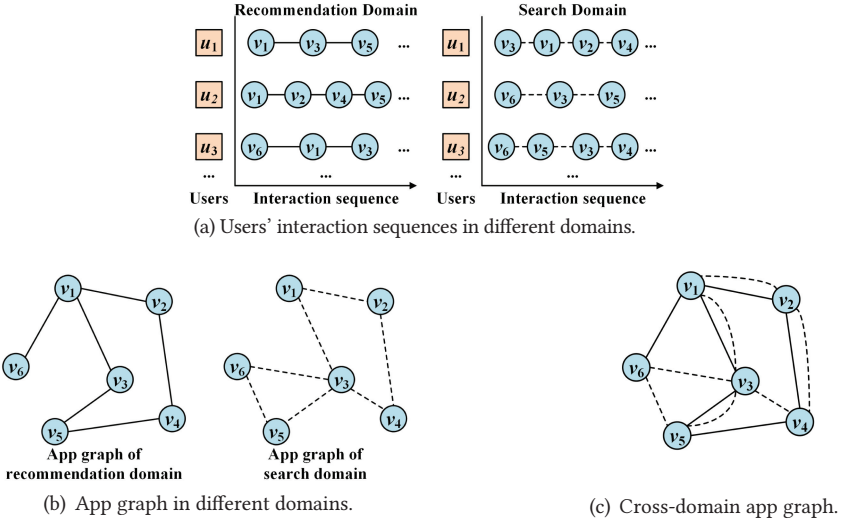 Recommendation Domain Search Domain
u1 v1 v3 v5 ... u1 v3 v1 v2 v4 ...
u2 v1 v2 v4 v5 ... u2 v6 v3 v5 ...
u3 v6 v1 v3 ... u3 v6 v5 v3 v4 ...
... ... ... ...
Users Interaction sequence Users Interaction sequence
(a) Users' interaction sequences in different domains.
v1 v2 v3 v4 v5 v6
App graph of
recommendation domain
v1 v2 v3 v4 v5 v6
App graph of
search domain
(b) App graph in different domains.
v1 v2 v3 v4 v5 v6
(c) Cross-domain app graph.